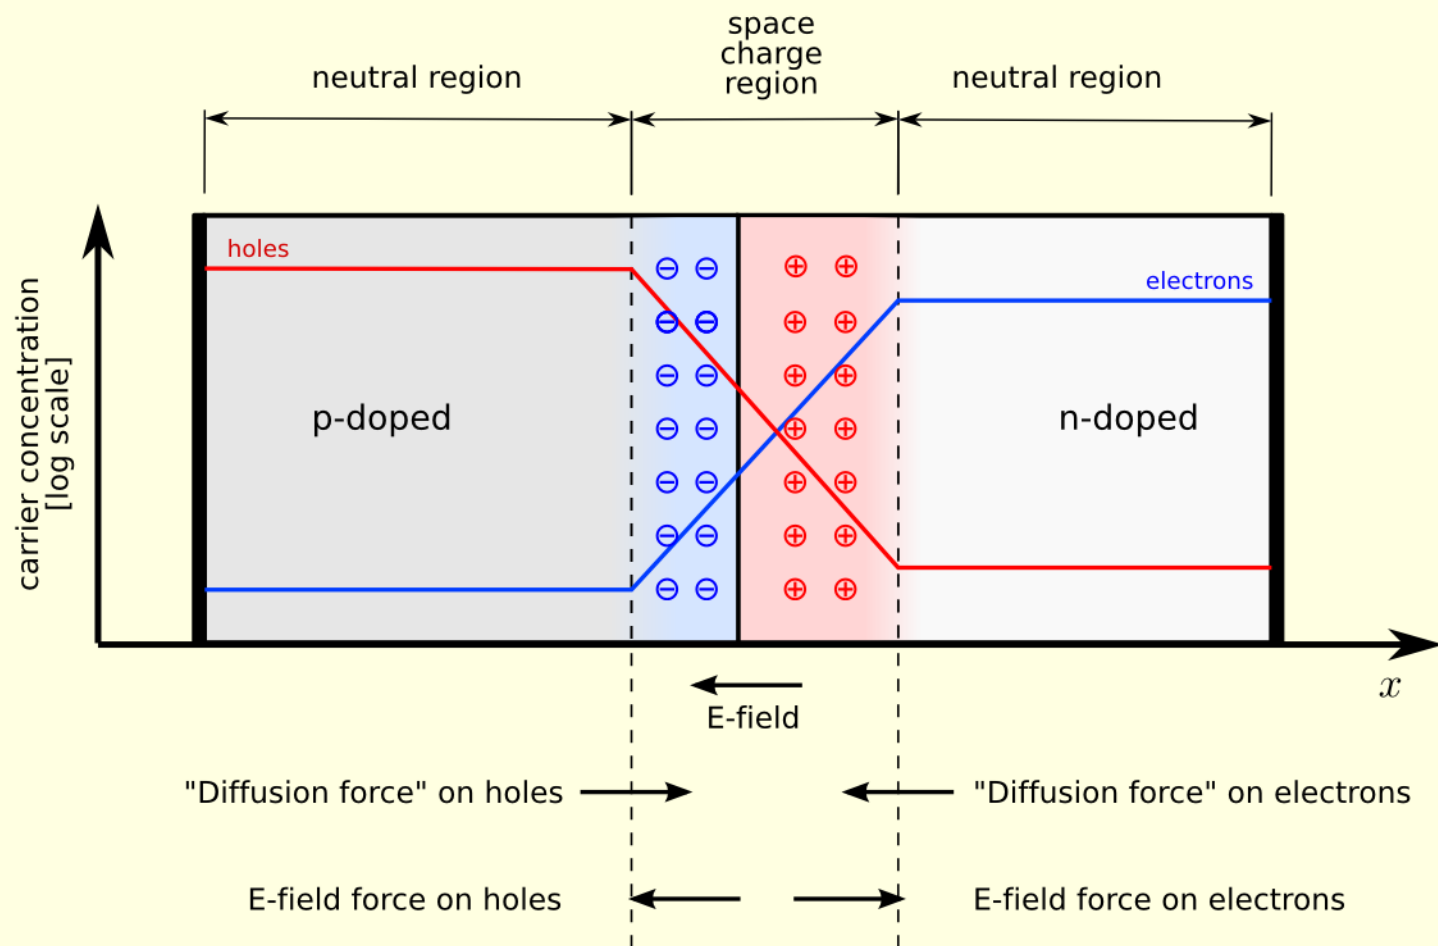 space
charge
region
neutral region
neutral region
holes
electrons
carrier concentration
[log scale]
p-doped
n-doped
x
E-field
"Diffusion force" on holes
"Diffusion force" on electrons
E-field force on holes
E-field force on electrons